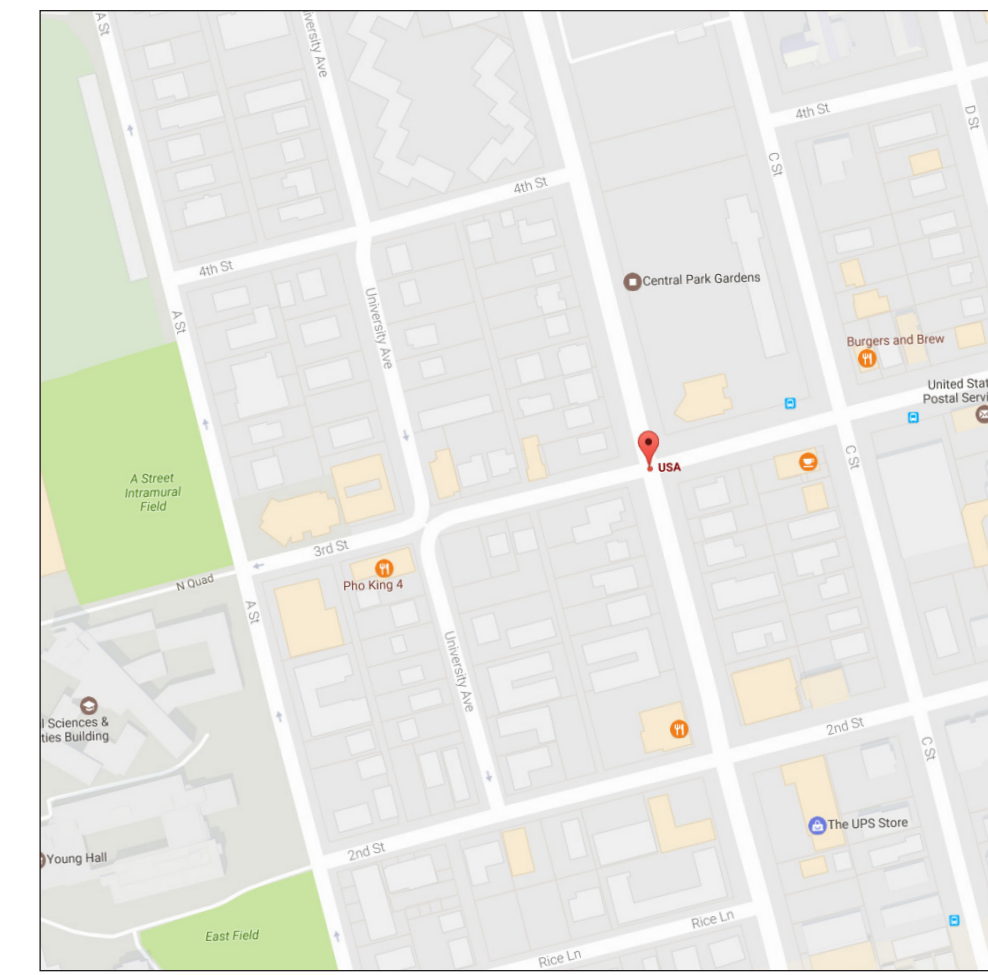 A St
University Ave
4th St
D St
C St
4th St
4th St
Central Park Gardens
University Ave
A St
Burgers and Brew
United Stat
Postal Servi
USA
C St
A Street
Intramural
Field
3rd St
N Quad
Pho King 4
A St
University Ave
l Sciences &
ties Building
2nd St
C St
The UPS Store
2nd St
Young Hall
Rice Ln
East Field
Rice Ln